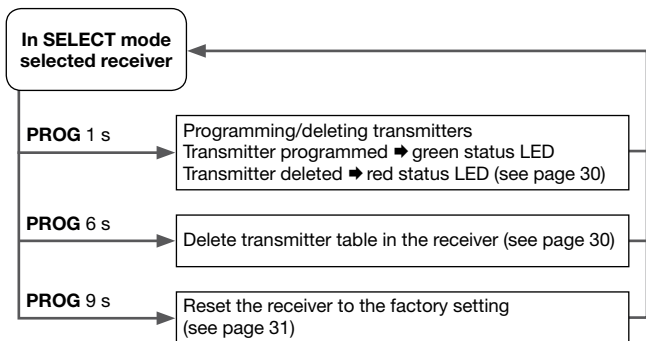 In SELECT mode
selected receiver
PROG 1 s
Programming/deleting transmitters
Transmitter programmed ➡ green status LED
Transmitter deleted ➡ red status LED (see page 30)
PROG 6 s
Delete transmitter table in the receiver (see page 30)
PROG 9 s
Reset the receiver to the factory setting
(see page 31)